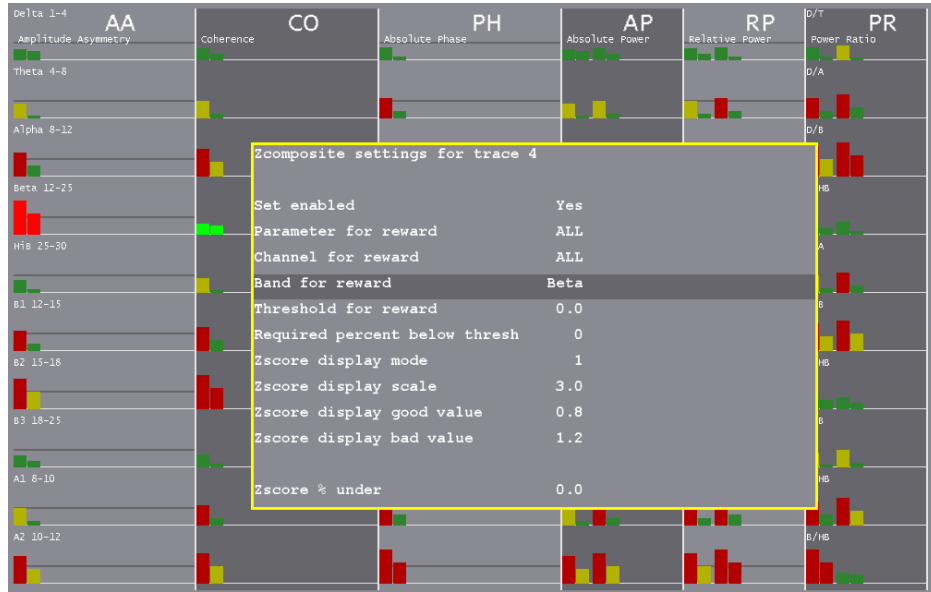 Delta 1-4
AA
CO
PH
AP
RP
D/T
PR
Amplitude Asymmetry
Coherence
Absolute Phase
Absolute Power
Relative Power
Power Ratio
Theta 4-8
D/A
Alpha 8-12
D/B
Zcomposite settings for trace 4
Beta 12-25
HB
Set enabled Yes
Parameter for reward ALL
HiB 25-30
A
Channel for reward ALL
Band for reward Beta
B1 12-15
B
Threshold for reward 0.0
Required percent below thresh 0
B2 15-18
HB
Zscore display mode 1
Zscore display scale 3.0
Zscore display good value 0.8
B3 18-25
B
Zscore display bad value 1.2
A1 8-10
HB
Zscore % under 0.0
A2 10-12
B/HB